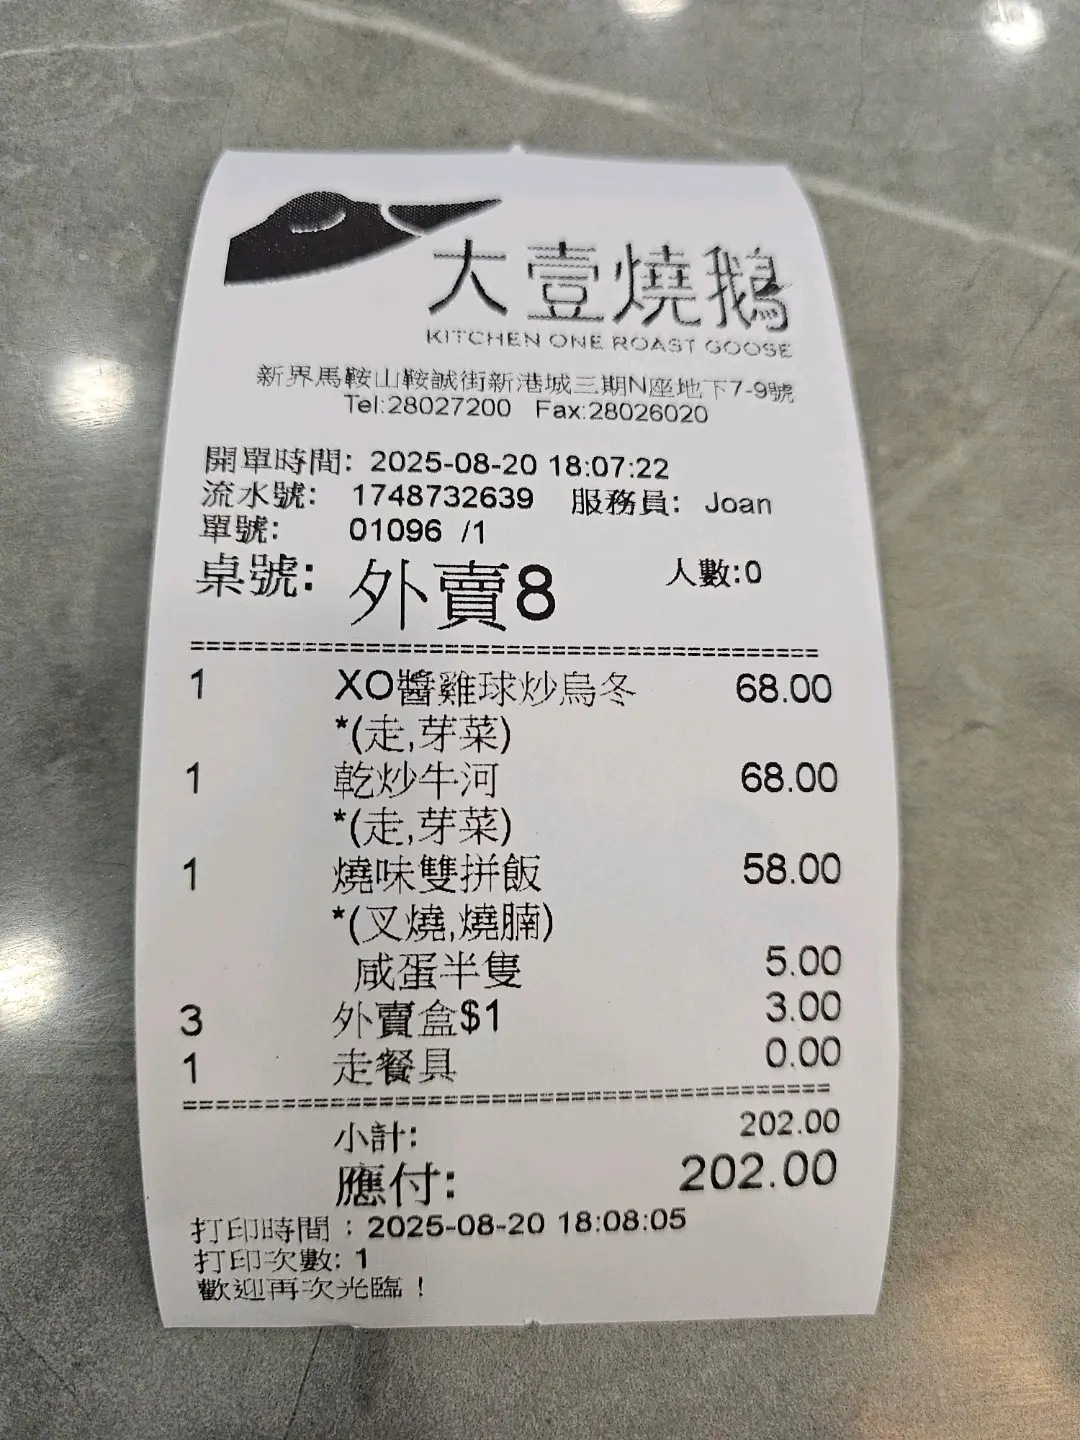 大壹燒鵝
KITCHEN ONE ROAST GOOSE
新界馬鞍山鞍誠街新港城三期N座地下7-9號
Tel:28027200 Fax:28026020
開單時間: 2025-08-20 18:07:22
流水號: 1748732639 服務員: Joan
單號: 01096 /1
桌號: 外賣8 人數:0
1 XO醬雞球炒烏冬 68.00
*(走,芽菜)
1 乾炒牛河 68.00
*(走,芽菜)
1 燒味雙拼飯 58.00
*(叉燒,燒腩)
咸蛋半隻 5.00
3 外賣盒$1 3.00
1 走餐具 0.00
小計: 202.00
應付: 202.00
打印時間：2025-08-20 18:08:05
打印次數: 1
歡迎再次光臨！